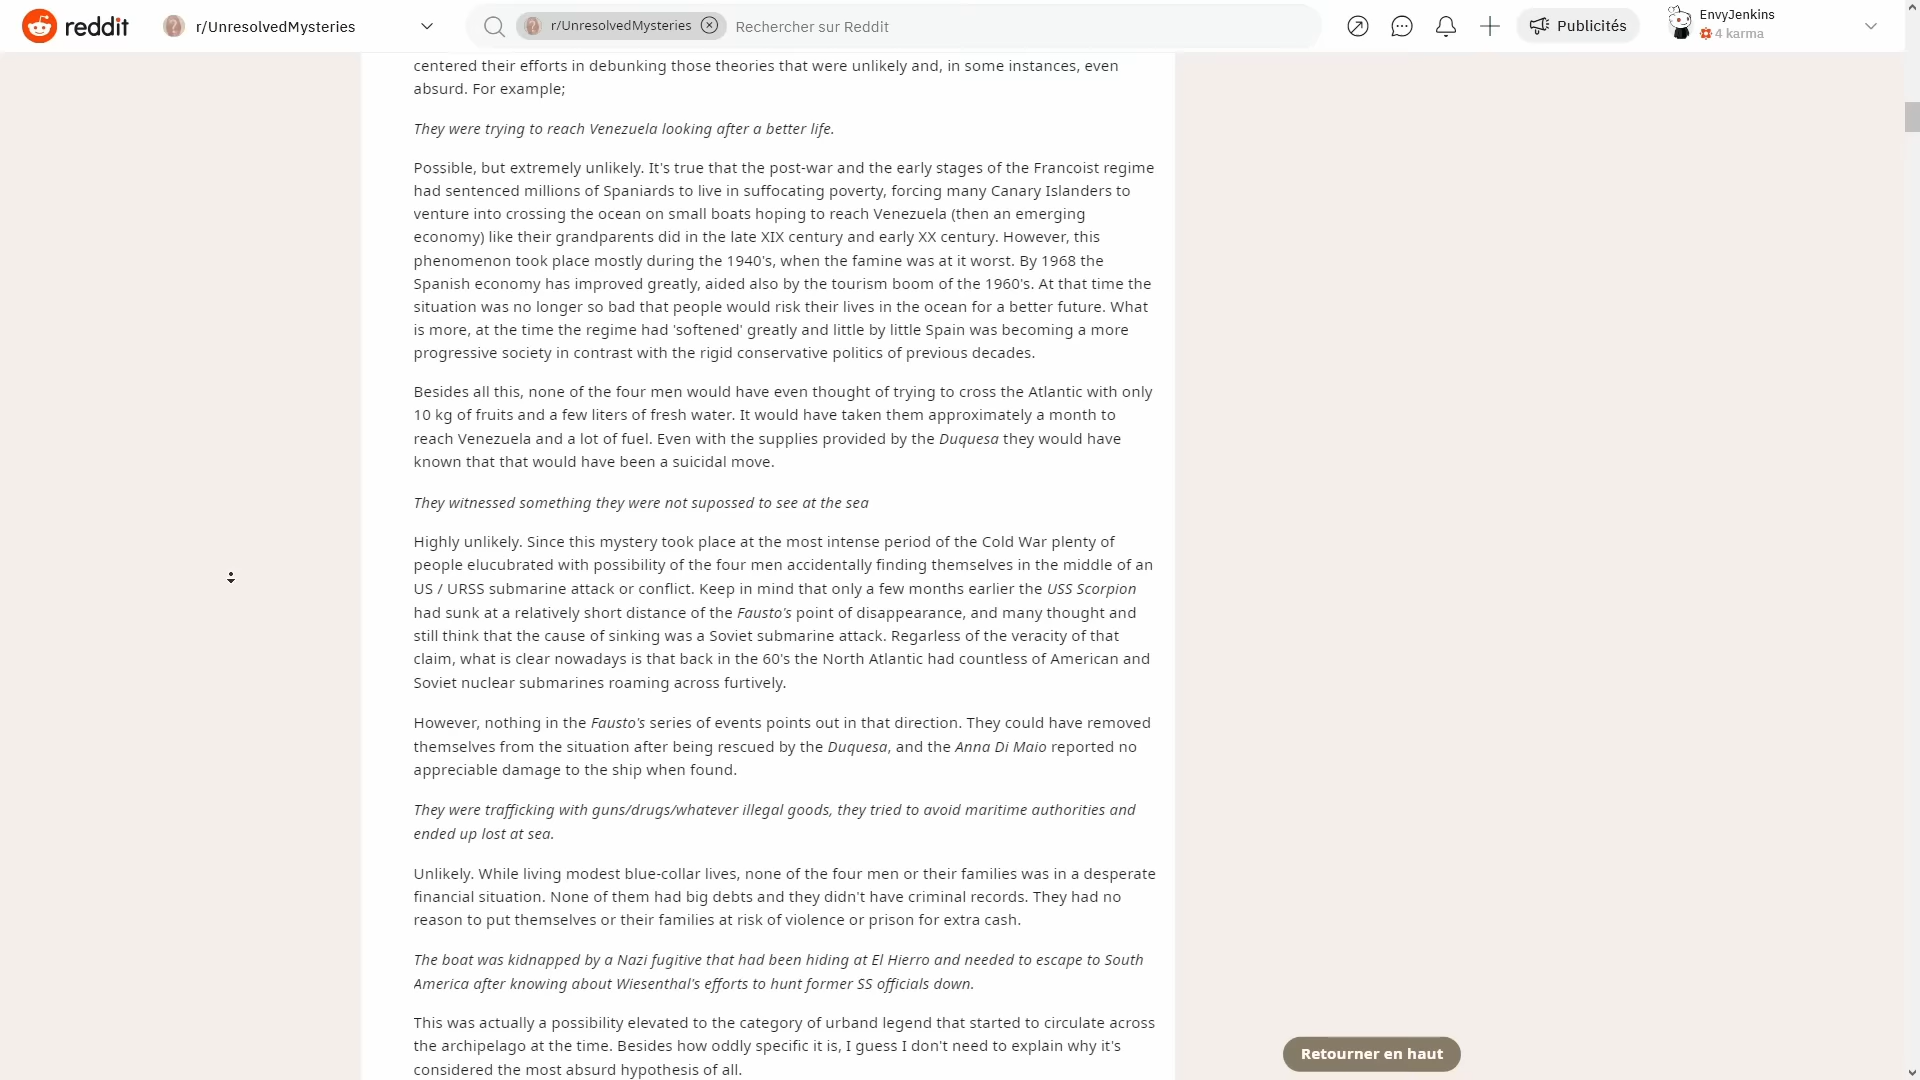 reddit
r/UnresolvedMysteries
r/UnresolvedMysteries
Rechercher sur Reddit
Publicités
EnvyJenkins
4 karma
centered their efforts in debunking those theories that were unlikely and, in some instances, even
absurd. For example;
They were trying to reach Venezuela looking after a better life.
Possible, but extremely unlikely. It's true that the post-war and the early stages of the Francoist regime
had sentenced millions of Spaniards to live in suffocating poverty, forcing many Canary Islanders to
venture into crossing the ocean on small boats hoping to reach Venezuela (then an emerging
economy) like their grandparents did in the late XIX century and early XX century. However, this
phenomenon took place mostly during the 1940's, when the famine was at it worst. By 1968 the
Spanish economy has improved greatly, aided also by the tourism boom of the 1960's. At that time the
situation was no longer so bad that people would risk their lives in the ocean for a better future. What
is more, at the time the regime had 'softened' greatly and little by little Spain was becoming a more
progressive society in contrast with the rigid conservative politics of previous decades.
Besides all this, none of the four men would have even thought of trying to cross the Atlantic with only
10 kg of fruits and a few liters of fresh water. It would have taken them approximately a month to
reach Venezuela and a lot of fuel. Even with the supplies provided by the Duquesa they would have
known that that would have been a suicidal move.
They witnessed something they were not supossed to see at the sea
Highly unlikely. Since this mystery took place at the most intense period of the Cold War plenty of
people elucubrated with possibility of the four men accidentally finding themselves in the middle of an
US / URSS submarine attack or conflict. Keep in mind that only a few months earlier the USS Scorpion
had sunk at a relatively short distance of the Fausto's point of disappearance, and many thought and
still think that the cause of sinking was a Soviet submarine attack. Regarless of the veracity of that
claim, what is clear nowadays is that back in the 60's the North Atlantic had countless of American and
Soviet nuclear submarines roaming across furtively.
However, nothing in the Fausto's series of events points out in that direction. They could have removed
themselves from the situation after being rescued by the Duquesa, and the Anna Di Maio reported no
appreciable damage to the ship when found.
They were trafficking with guns/drugs/whatever illegal goods, they tried to avoid maritime authorities and
ended up lost at sea.
Unlikely. While living modest blue-collar lives, none of the four men or their families was in a desperate
financial situation. None of them had big debts and they didn't have criminal records. They had no
reason to put themselves or their families at risk of violence or prison for extra cash.
The boat was kidnapped by a Nazi fugitive that had been hiding at El Hierro and needed to escape to South
America after knowing about Wiesenthal's efforts to hunt former SS officials down.
This was actually a possibility elevated to the category of urband legend that started to circulate across
the archipelago at the time. Besides how oddly specific it is, I guess I don't need to explain why it's
considered the most absurd hypothesis of all.
Retourner en haut